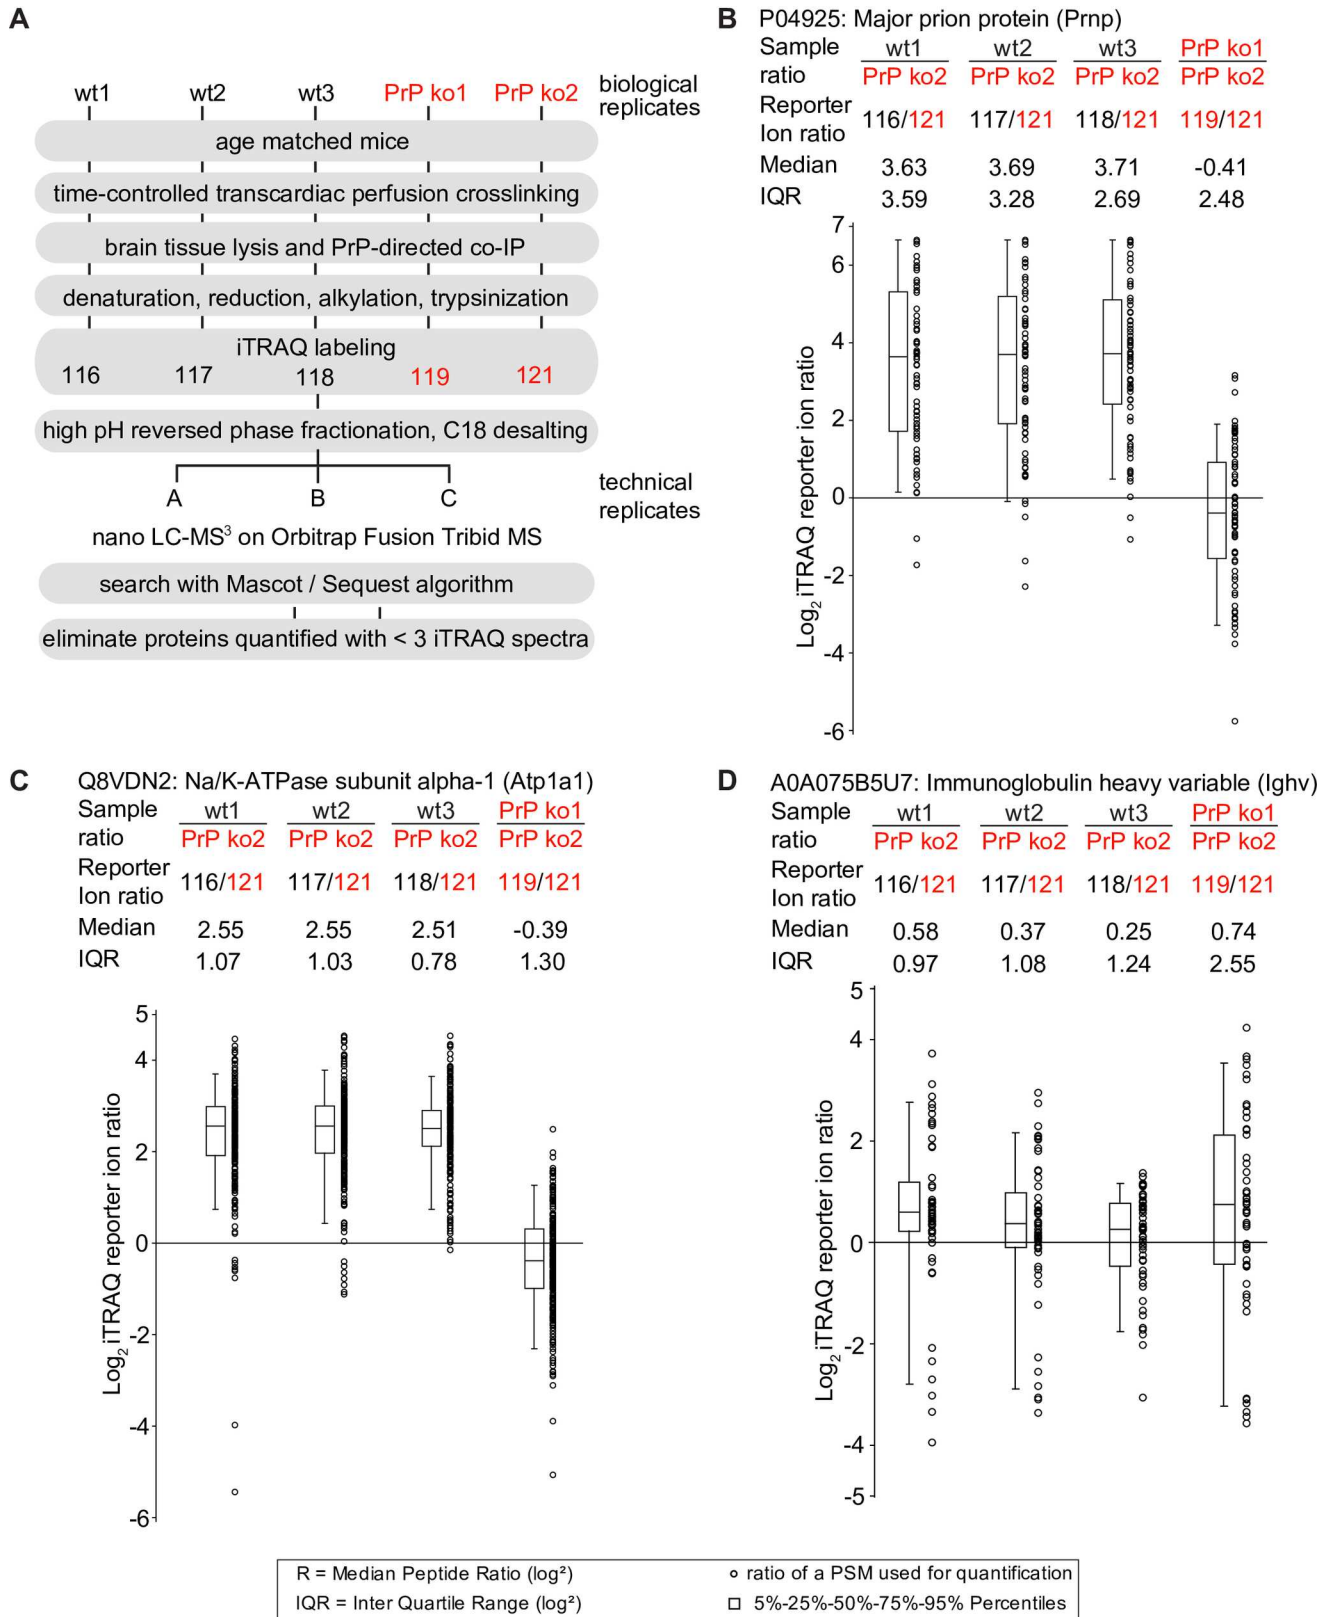 A
wt1 wt2 wt3 PrP ko1 PrP ko2 biological replicates
age matched mice
time-controlled transcardiac perfusion crosslinking
brain tissue lysis and PrP-directed co-IP
denaturation, reduction, alkylation, trypsinization
iTRAQ labeling
116 117 118 119 121
high pH reversed phase fractionation, C18 desalting
A B C
technical replicates
nano LC-MS³ on Orbitrap Fusion Tribid MS
search with Mascot / Sequest algorithm
eliminate proteins quantified with < 3 iTRAQ spectra
B P04925: Major prion protein (Prnp)
Sample wt1 wt2 wt3 PrP ko1
ratio PrP ko2 PrP ko2 PrP ko2 PrP ko2
Reporter
Ion ratio 116/121 117/121 118/121 119/121
Median 3.63 3.69 3.71 -0.41
IQR 3.59 3.28 2.69 2.48
Log₂ iTRAQ reporter ion ratio
7
6
4
2
0
-2
-4
-6
C Q8VDN2: Na/K-ATPase subunit alpha-1 (Atp1a1)
Sample wt1 wt2 wt3 PrP ko1
ratio PrP ko2 PrP ko2 PrP ko2 PrP ko2
Reporter
Ion ratio 116/121 117/121 118/121 119/121
Median 2.55 2.55 2.51 -0.39
IQR 1.07 1.03 0.78 1.30
Log₂ iTRAQ reporter ion ratio
5
4
2
0
-2
-4
-6
D A0A075B5U7: Immunoglobulin heavy variable (Ighv)
Sample wt1 wt2 wt3 PrP ko1
ratio PrP ko2 PrP ko2 PrP ko2 PrP ko2
Reporter
Ion ratio 116/121 117/121 118/121 119/121
Median 0.58 0.37 0.25 0.74
IQR 0.97 1.08 1.24 2.55
Log₂ iTRAQ reporter ion ratio
5
4
2
0
-2
-4
-5
R = Median Peptide Ratio (log²)
IQR = Inter Quartile Range (log²)
ratio of a PSM used for quantification
5%-25%-50%-75%-95% Percentiles